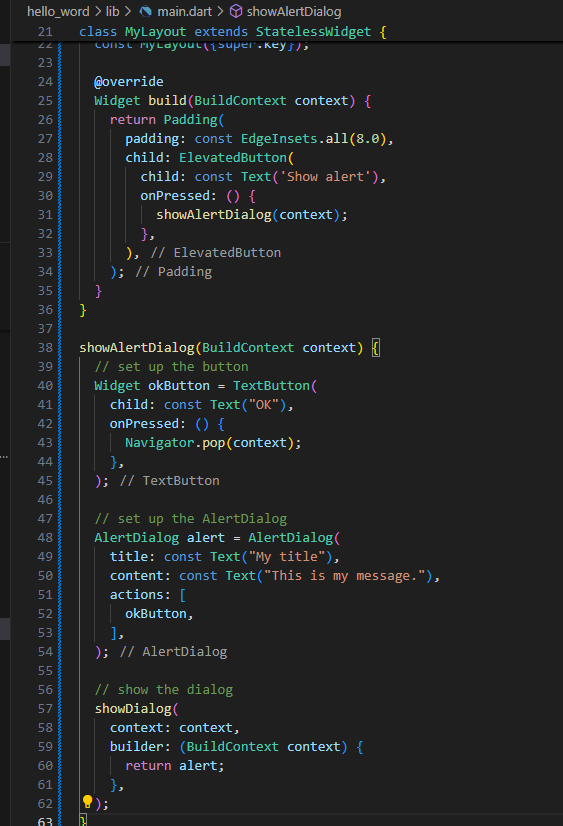 hello_word > lib > main.dart > showAlertDialog
21 class MyLayout extends StatelessWidget {
22 const MyLayout({super.key});
23
24 @override
25 Widget build(BuildContext context) {
26 return Padding(
27 padding: const EdgeInsets.all(8.0),
28 child: ElevatedButton(
29 child: const Text('Show alert'),
30 onPressed: () {
31 showAlertDialog(context);
32 },
33 ), // ElevatedButton
34 ); // Padding
35 }
36 }
37
38 showAlertDialog(BuildContext context) {
39 // set up the button
40 Widget okButton = TextButton(
41 child: const Text("OK"),
42 onPressed: () {
43 Navigator.pop(context);
44 },
45 ); // TextButton
46
47 // set up the AlertDialog
48 AlertDialog alert = AlertDialog(
49 title: const Text("My title"),
50 content: const Text("This is my message."),
51 actions: [
52 okButton,
53 ],
54 ); // AlertDialog
55
56 // show the dialog
57 showDialog(
58 context: context,
59 builder: (BuildContext context) {
60 return alert;
61 },
62 );
63 }